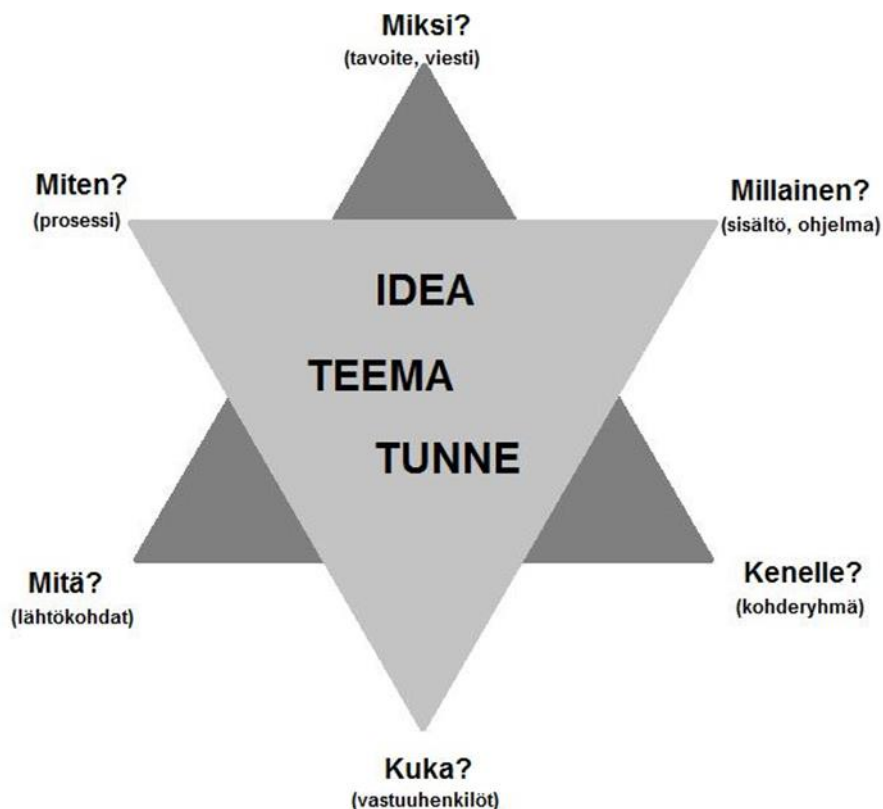 Miksi?
(tavoite, viesti)
Miten?
(prosessi)
Millainen?
(sisältö, ohjelma)
IDEA
TEEMA
TUNNE
Mitä?
(lähtökohdat)
Kenelle?
(kohderyhmä)
Kuka?
(vastuuhenkilöt)